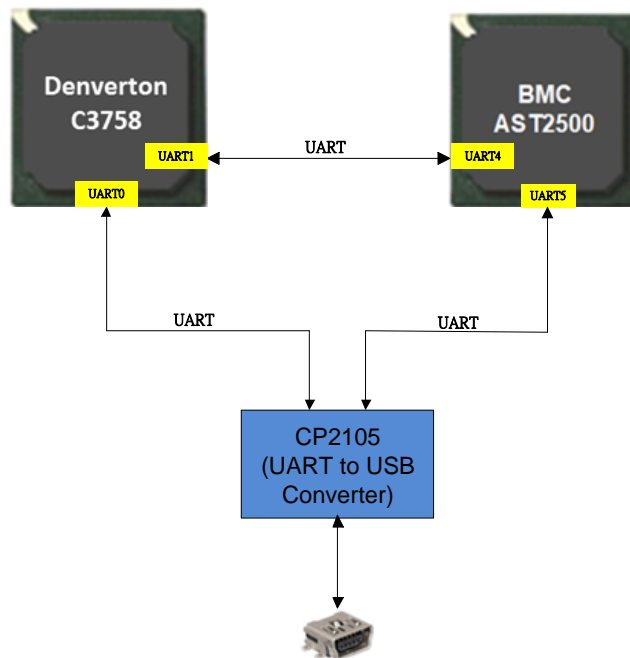 Denverton
C3758
BMC
AST2500
UART1
UART
UART4
UART0
UART5
UART
UART
CP2105
(UART to USB
Converter)